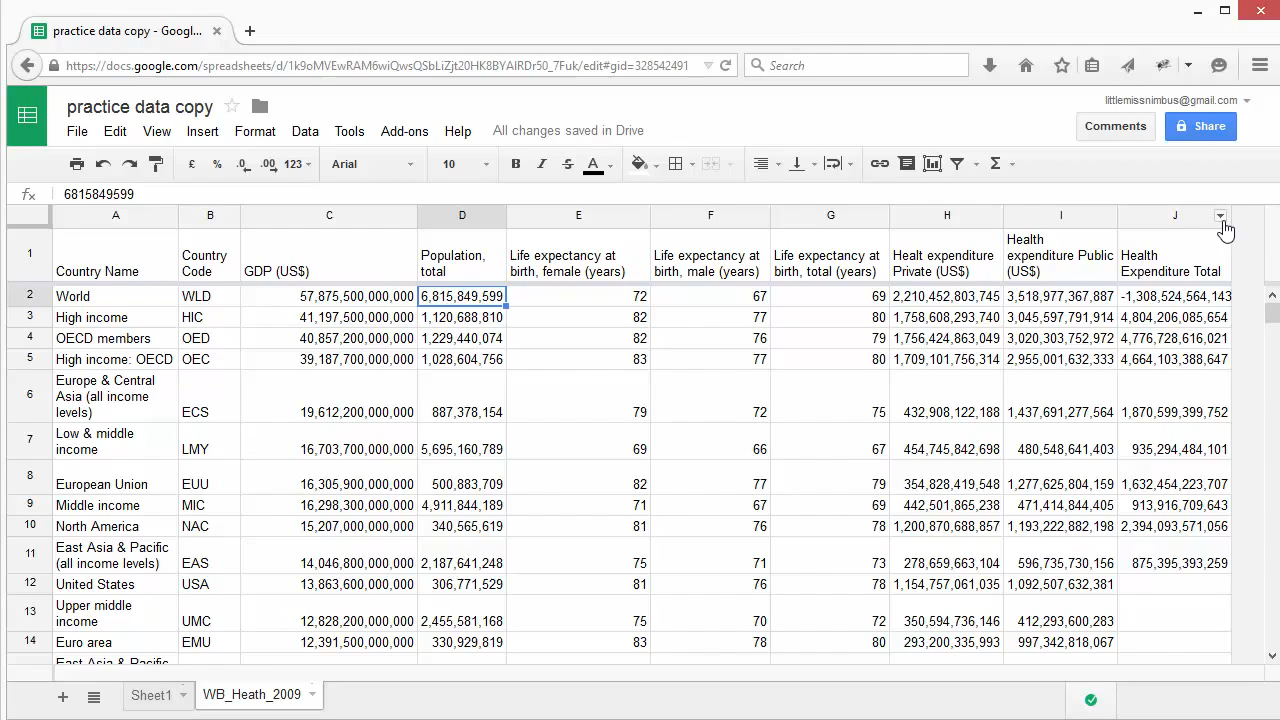 practice data copy - Googl...
https://docs.google.com/spreadsheets/d/1k9oMVEwRAM6wiQwsQSbLiZjt20HK8BYAIRDr50_7Fuk/edit#gid=328542491
Search
practice data copy
littlemissnimbus@gmail.com
File Edit View Insert Format Data Tools Add-ons Help All changes saved in Drive
Comments Share
£ % .0 .00 123 Arial 10 B I S A Σ
fx 6815849599
A B C D E F G H I J
1 Country Name Country Code GDP (US$) Population, total Life expectancy at birth, female (years) Life expectancy at birth, male (years) Life expectancy at birth, total (years) Healt expenditure Private (US$) Health expenditure Public (US$) Health Expenditure Total
2 World WLD 57,875,500,000,000 6,815,849,599 72 67 69 2,210,452,803,745 3,518,977,367,887 -1,308,524,564,143
3 High income HIC 41,197,500,000,000 1,120,688,810 82 77 80 1,758,608,293,740 3,045,597,791,914 4,804,206,085,654
4 OECD members OED 40,857,200,000,000 1,229,440,074 82 76 79 1,756,424,863,049 3,020,303,752,972 4,776,728,616,021
5 High income: OECD OEC 39,187,700,000,000 1,028,604,756 83 77 80 1,709,101,756,314 2,955,001,632,333 4,664,103,388,647
6 Europe & Central Asia (all income levels) ECS 19,612,200,000,000 887,378,154 79 72 75 432,908,122,188 1,437,691,277,564 1,870,599,399,752
7 Low & middle income LMY 16,703,700,000,000 5,695,160,789 69 66 67 454,745,842,698 480,548,641,403 935,294,484,101
8 European Union EUU 16,305,900,000,000 500,883,709 82 77 79 354,828,419,548 1,277,625,804,159 1,632,454,223,707
9 Middle income MIC 16,298,300,000,000 4,911,844,189 71 67 69 442,501,865,238 471,414,844,405 913,916,709,643
10 North America NAC 15,207,000,000,000 340,565,619 81 76 78 1,200,870,688,857 1,193,222,882,198 2,394,093,571,056
11 East Asia & Pacific (all income levels) EAS 14,046,800,000,000 2,187,641,248 75 71 73 278,659,663,104 596,735,730,156 875,395,393,259
12 United States USA 13,863,600,000,000 306,771,529 81 76 78 1,154,757,061,035 1,092,507,632,381
13 Upper middle income UMC 12,828,200,000,000 2,455,581,168 75 70 72 350,594,736,146 412,293,600,283
14 Euro area EMU 12,391,500,000,000 330,929,819 83 78 80 293,200,335,993 997,342,818,067
East Asia & Pacific
Sheet1 WB_Heath_2009